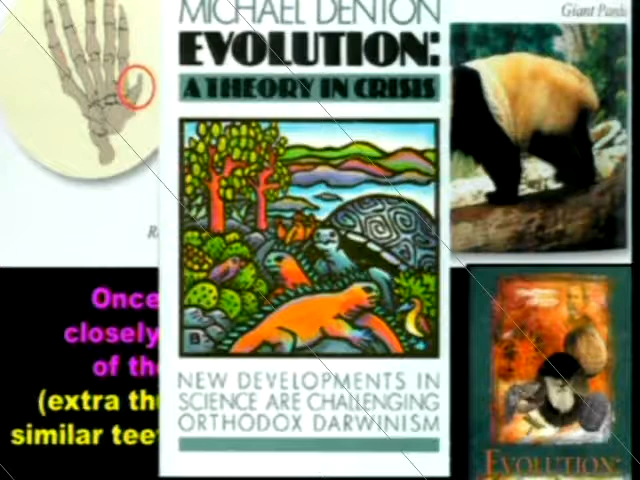 MICHAEL DENTON
EVOLUTION:
A THEORY IN CRISIS
Giant Panda
R
Once
closely
of the
(extra thu
similar teet
NEW DEVELOPMENTS IN
SCIENCE ARE CHALLENGING
ORTHODOX DARWINISM
EVOLUTION: